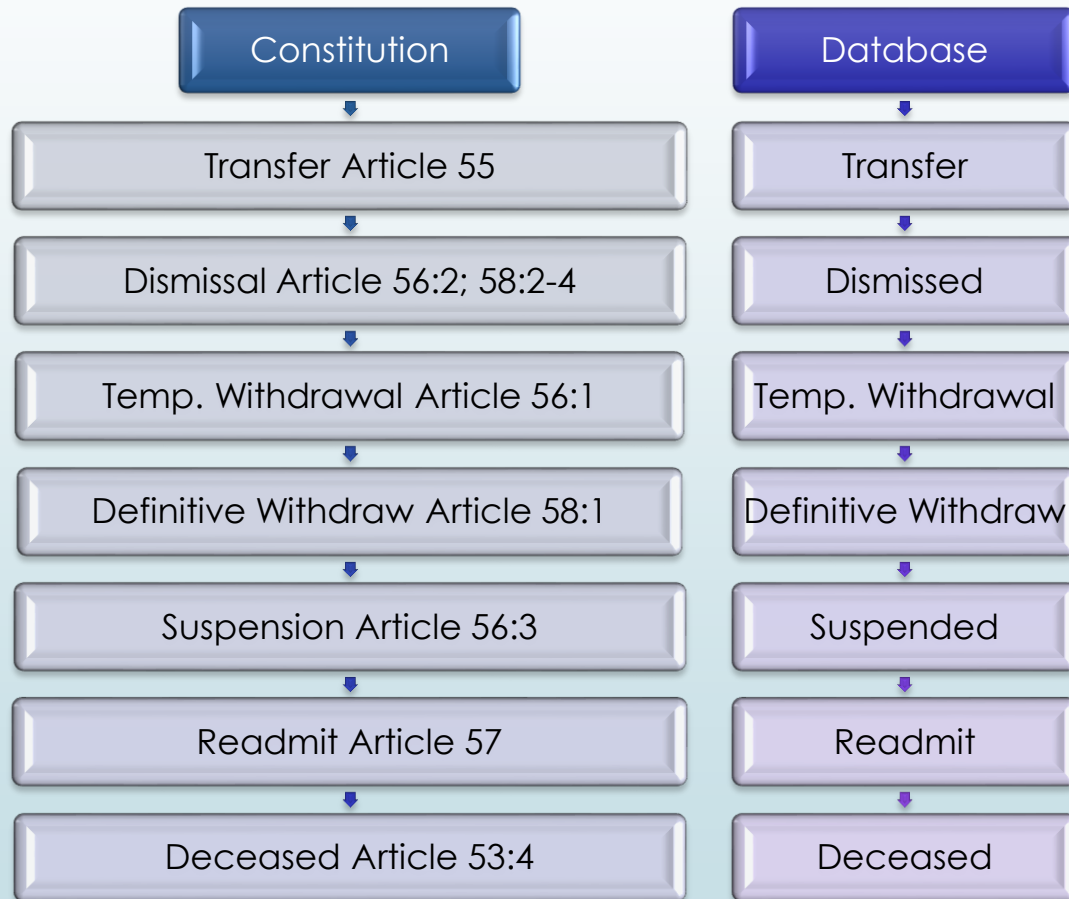 Constitution
Transfer Article 55
Dismissal Article 56:2; 58:2-4
Temp. Withdrawal Article 56:1
Definitive Withdraw Article 58:1
Suspension Article 56:3
Readmit Article 57
Deceased Article 53:4
Database
Transfer
Dismissed
Temp. Withdrawal
Definitive Withdraw
Suspended
Readmit
Deceased